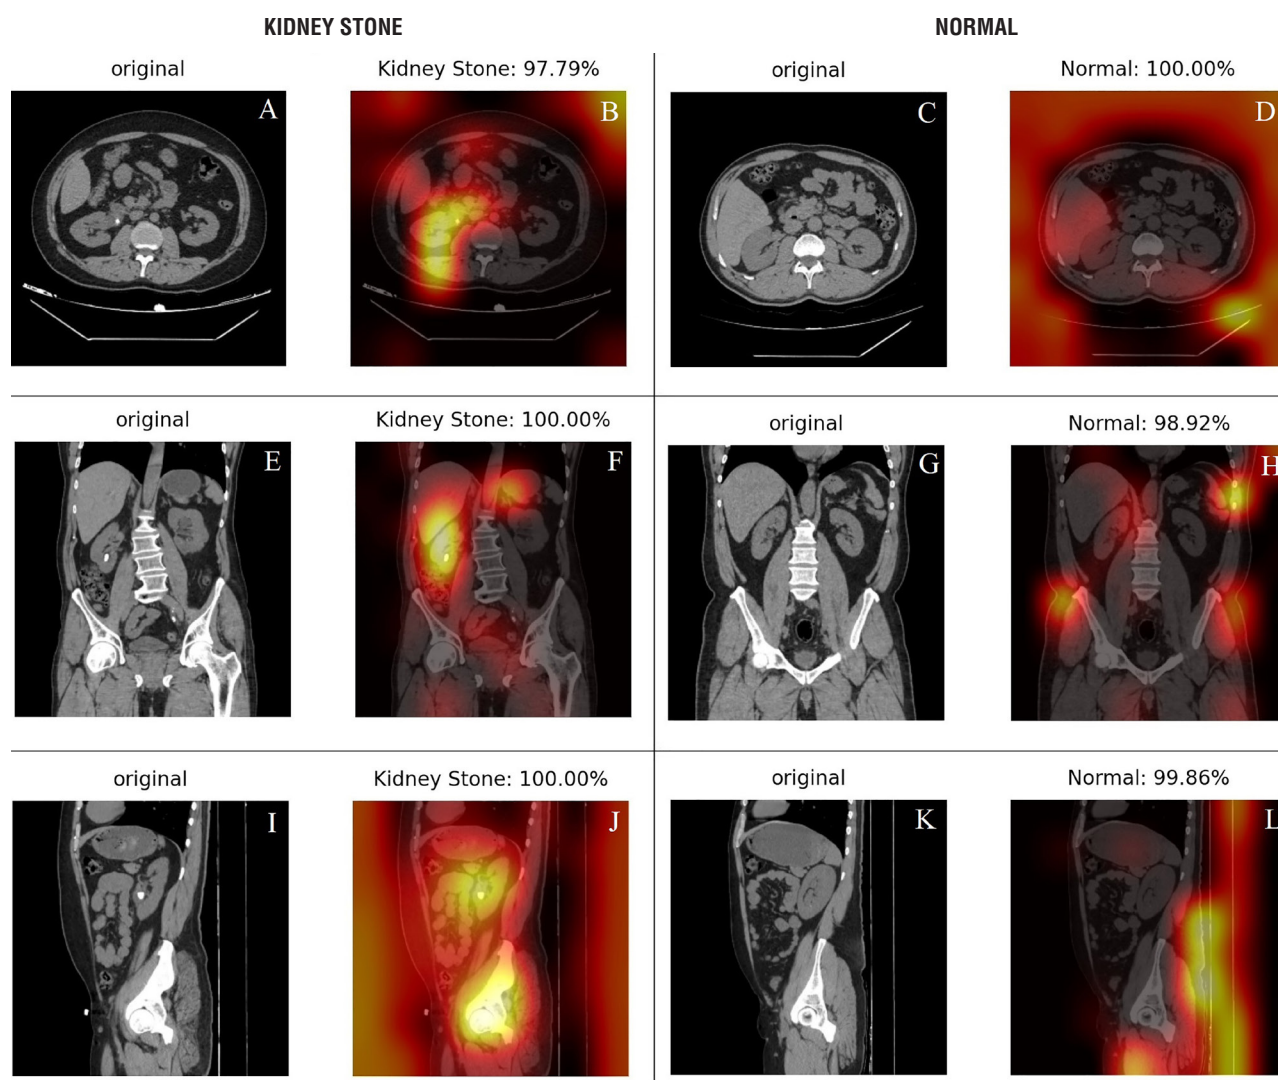 KIDNEY STONE
NORMAL
original
Kidney Stone: 97.79%
original
Normal: 100.00%
A
B
C
D
original
Kidney Stone: 100.00%
original
Normal: 98.92%
E
F
G
H
original
Kidney Stone: 100.00%
original
Normal: 99.86%
I
J
K
L